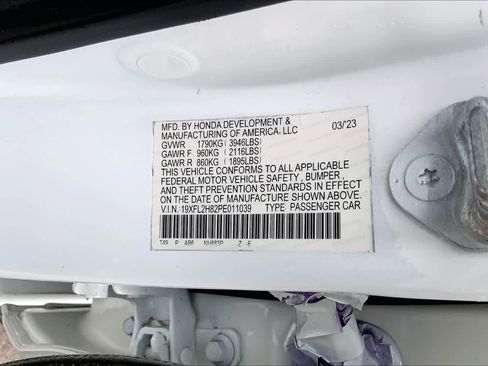 MFD. BY HONDA DEVELOPMENT & 03/'23
MANUFACTURING OF AMERICA, LLC
GVWR 1790KG (3946LBS)
GAWR F 960KG (2116LBS)
GAWR R 860KG (1895LBS)
THIS VEHICLE CONFORMS TO ALL APPLICABLE
FEDERAL MOTOR VEHICLE SAFETY , BUMPER ,
AND THEFT PREVENTION STANDARDS IN EFFECT
ON THE DATE OF MANUFACTURE SHOWN ABOVE.
V.I.N.: 19XFL2H82PE011039 TYPE PASSENGER CAR